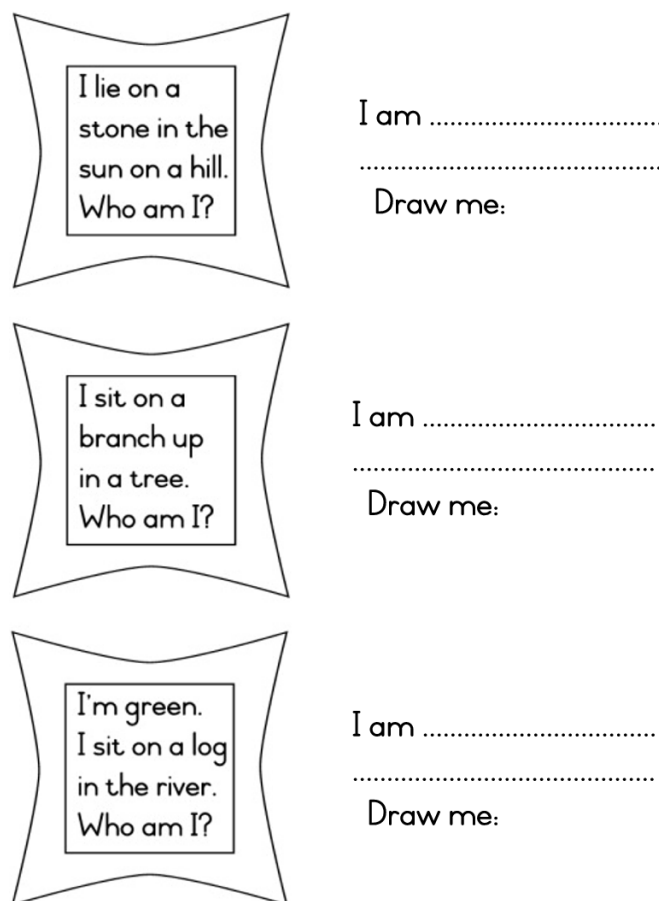 I lie on a
stone in the
sun on a hill.
Who am I?
I am ...............................
........................................
Draw me:
I sit on a
branch up
in a tree.
Who am I?
I am ...............................
........................................
Draw me:
I'm green.
I sit on a log
in the river.
Who am I?
I am ...............................
........................................
Draw me: